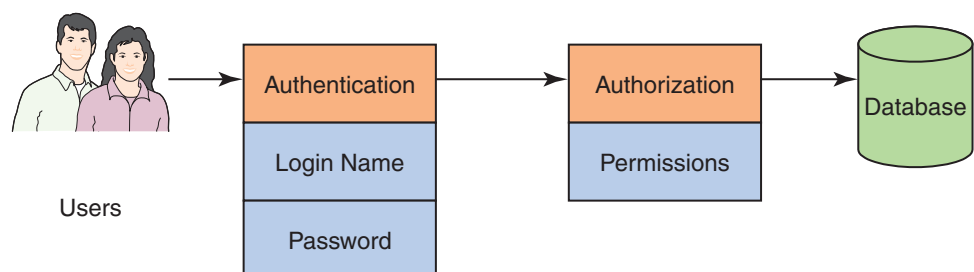 Users
Authentication
Login Name
Password
Authorization
Permissions
Database